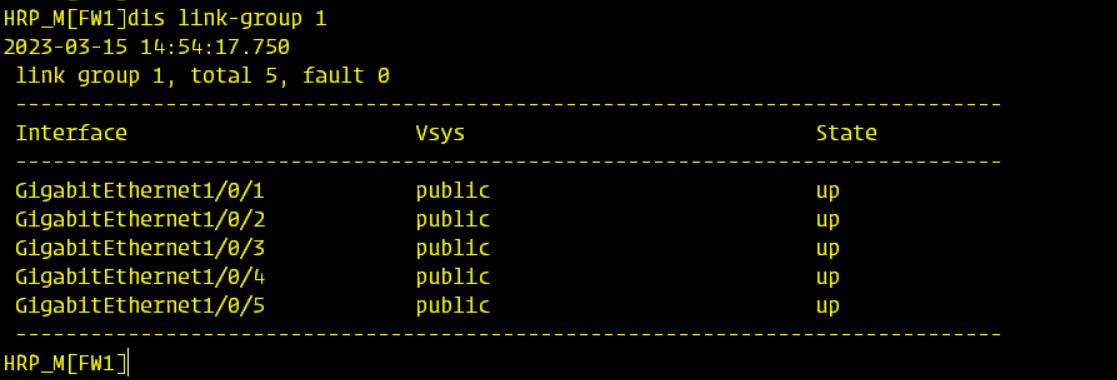 HRP_M[FW1]dis link-group 1
2023-03-15 14:54:17.750
link group 1, total 5, fault 0
--------------------------------------------------------------------------------
Interface Vsys State
--------------------------------------------------------------------------------
GigabitEthernet1/0/1 public up
GigabitEthernet1/0/2 public up
GigabitEthernet1/0/3 public up
GigabitEthernet1/0/4 public up
GigabitEthernet1/0/5 public up
--------------------------------------------------------------------------------
HRP_M[FW1]